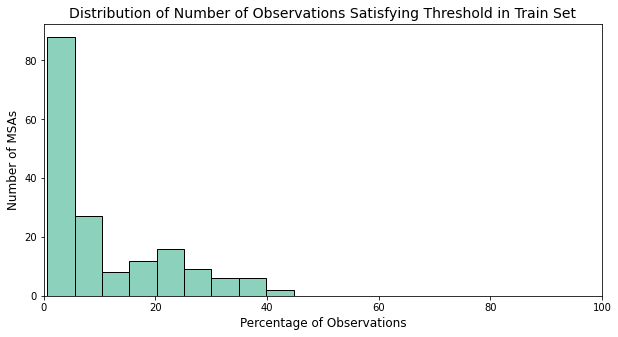 Distribution of Number of Observations Satisfying Threshold in Train Set
Number of MSAs
80
60
40
20
0
0 20 40 60 80 100
Percentage of Observations